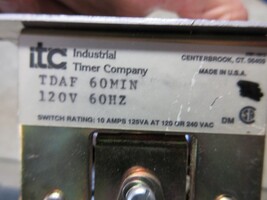 itc Industrial
Timer Company
CENTERBROOK, CT. 06409
MADE IN U.S.A.
TDAF 60MIN
120V 60HZ
SWITCH RATING: 10 AMPS 125VA AT 120 OR 240 VAC
DM